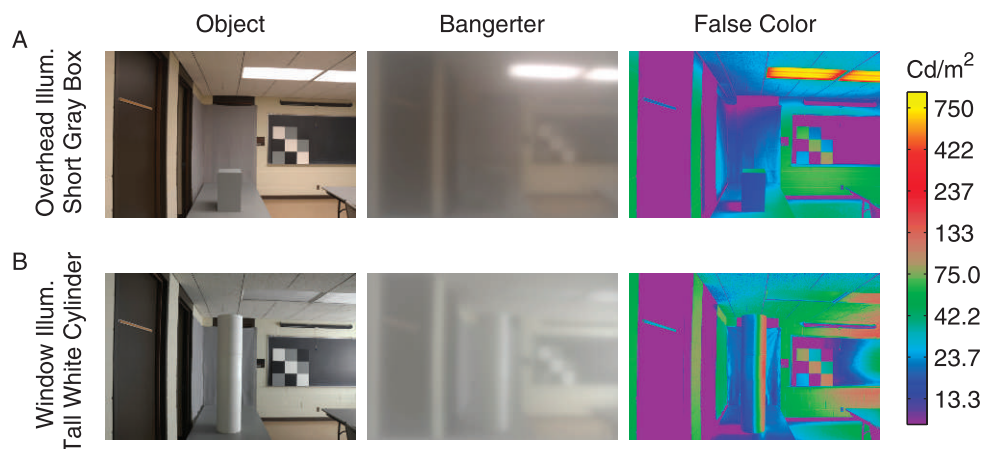 Object
Bangerter
False Color
A
Overhead Illum.
Short Gray Box
B
Window Illum.
Tall White Cylinder
Cd/m²
750
422
237
133
75.0
42.2
23.7
13.3